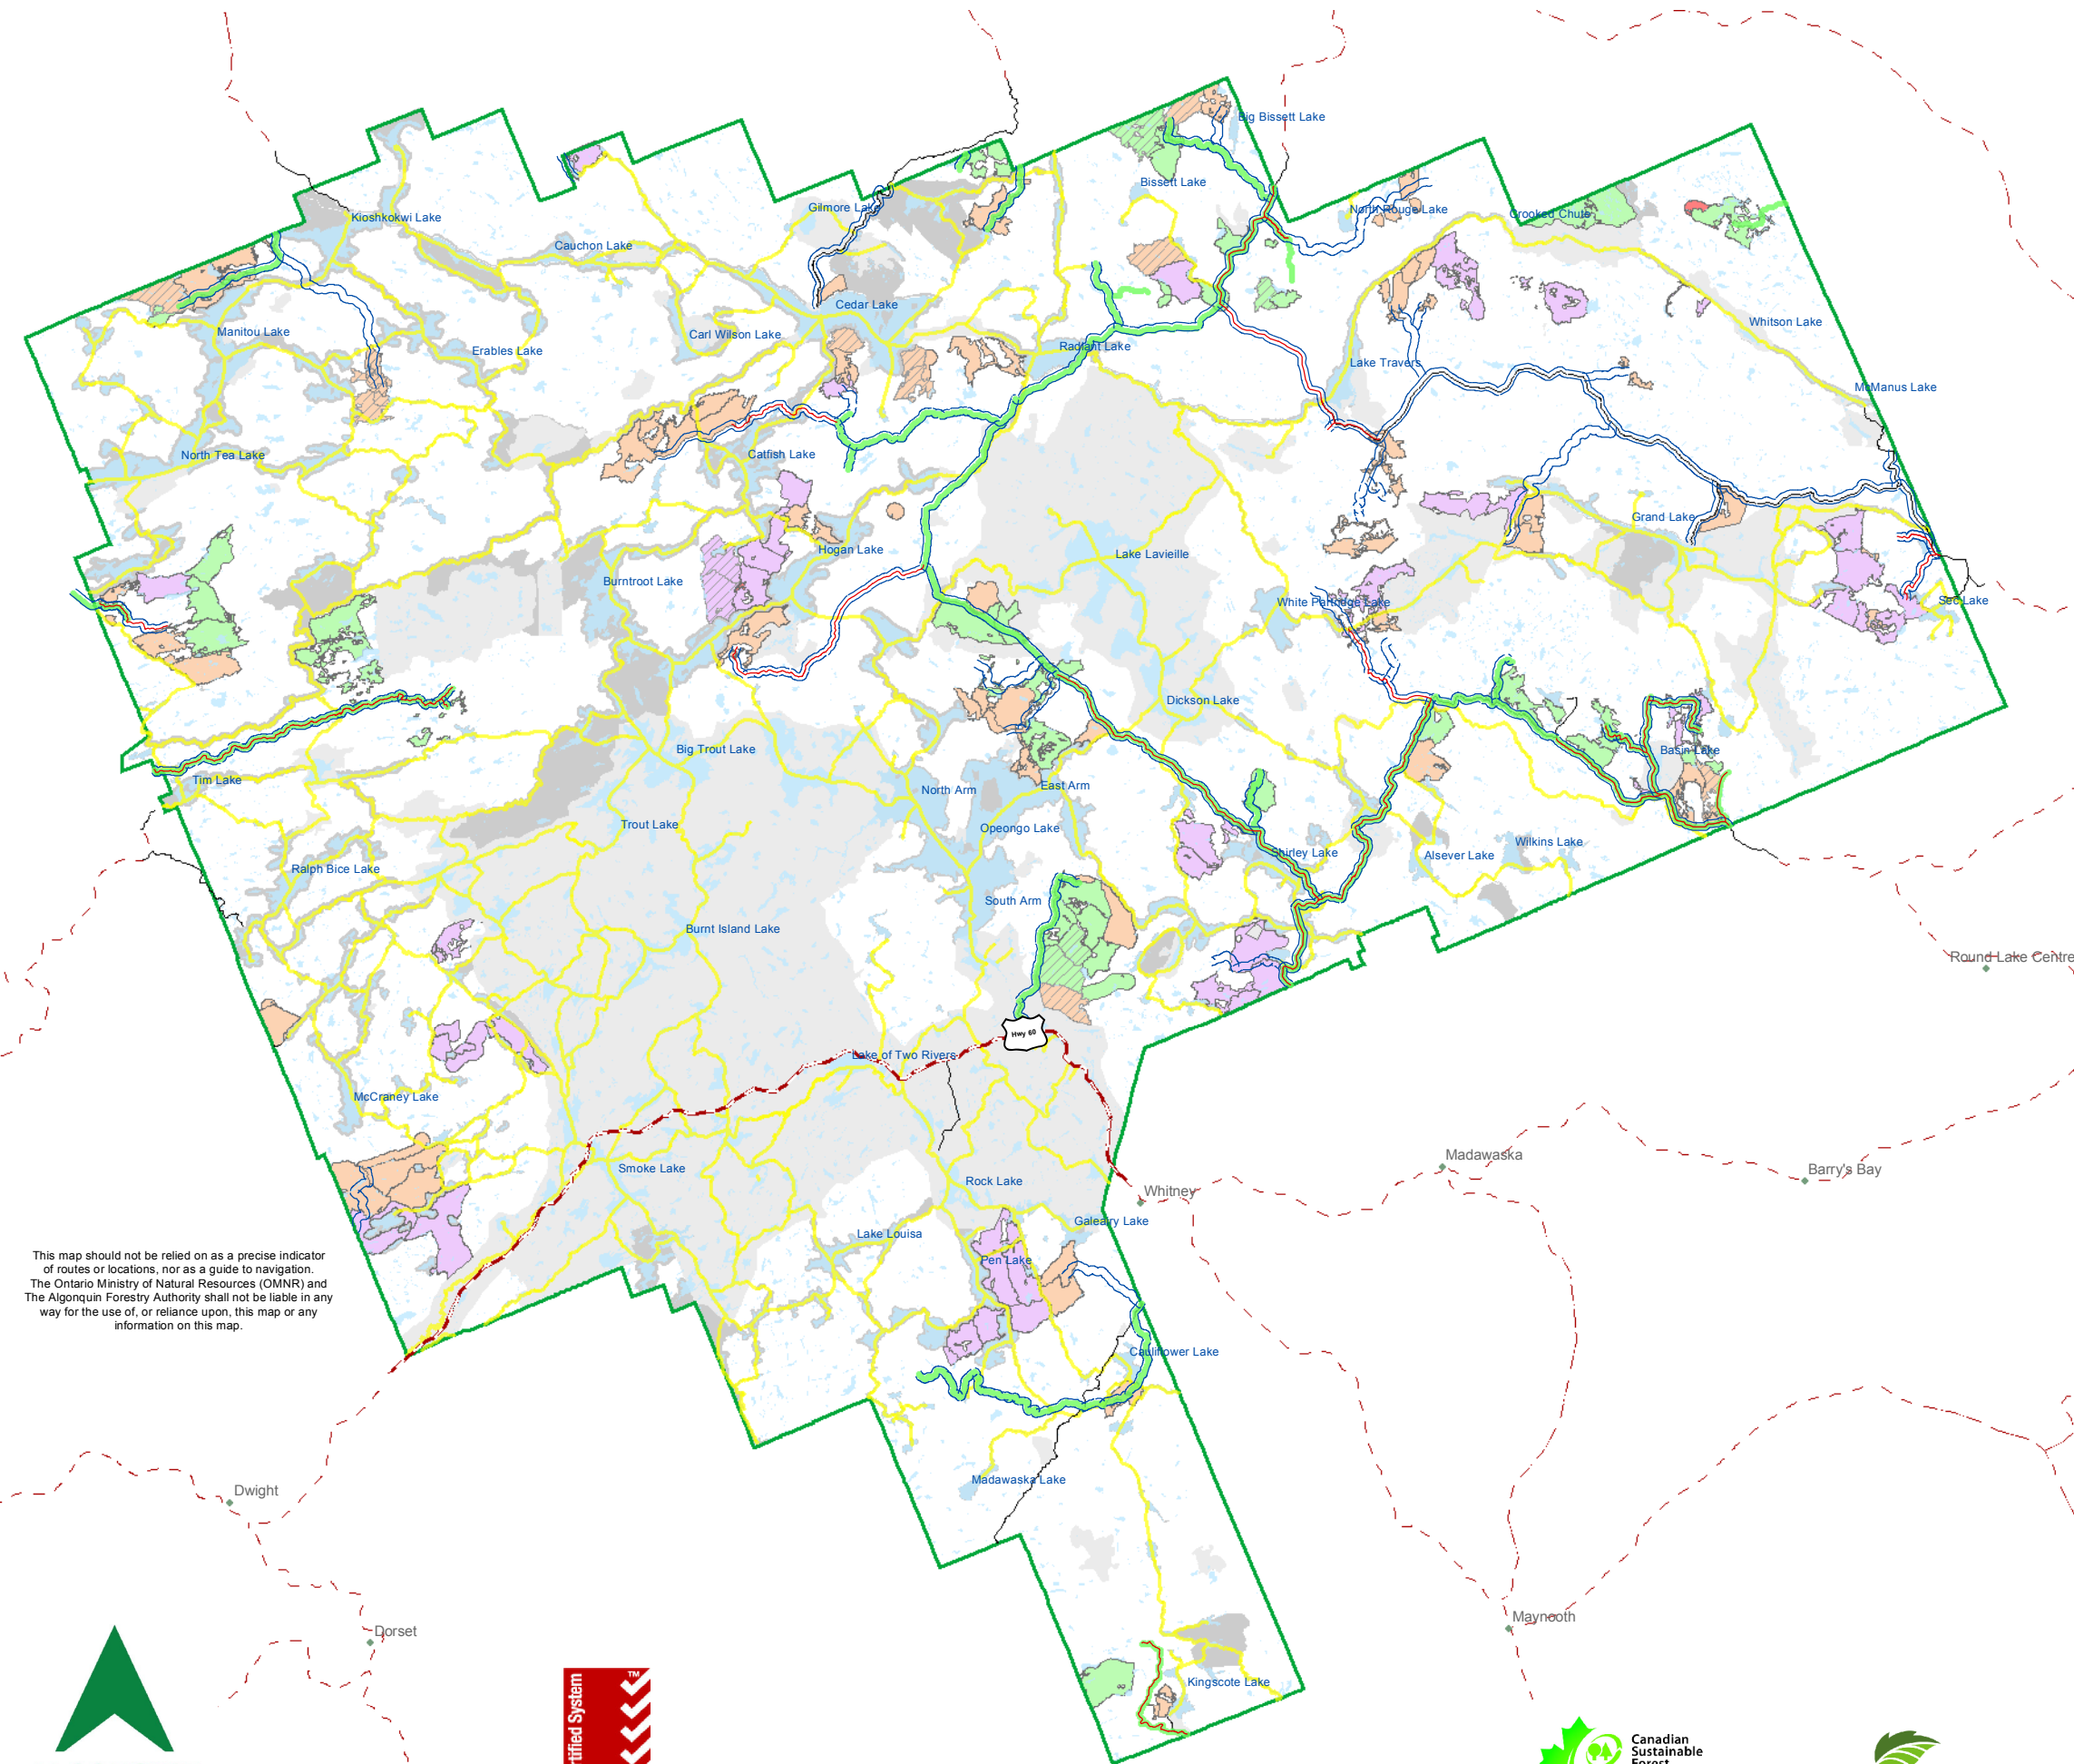 Big Bissett Lake
Bissett Lake
Gilmore Lake
North Rouge Lake
Crooked Chute
Kioshkokwi Lake
Cauchon Lake
Cedar Lake
Whitson Lake
Manitou Lake
Carl Wilson Lake
Erables Lake
Radiant Lake
Lake Travers
McManus Lake
North Tea Lake
Catfish Lake
Grand Lake
Hogan Lake
Lake Lavieille
Burntroot Lake
White Partridge Lake
Sec Lake
Dickson Lake
Big Trout Lake
Basin Lake
Tim Lake
North Arm
East Arm
Trout Lake
Opeongo Lake
Shirley Lake
Alsever Lake
Wilkins Lake
Ralph Bice Lake
South Arm
Burnt Island Lake
Round Lake Centre
Hwy 60
Lake of Two Rivers
McCraney Lake
Madawaska
Smoke Lake
Barry's Bay
Rock Lake
Whitney
Galeairy Lake
Lake Louisa
Pen Lake
This map should not be relied on as a precise indicator
of routes or locations, nor as a guide to navigation.
The Ontario Ministry of Natural Resources (OMNR) and
The Algonquin Forestry Authority shall not be liable in any
way for the use of, or reliance upon, this map or any
information on this map.
Cauliflower Lake
Madawaska Lake
Dwight
Maynooth
Dorset
Kingscote Lake
tified System
TM
Canadian
Sustainable
Forest